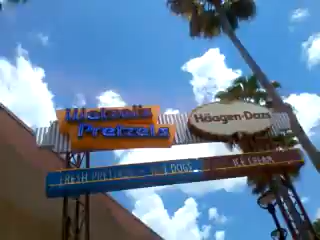 Wetzel's
Pretzels
Häagen-Dazs
FRESH PRETZELS HOT DOGS
ICE CREAM